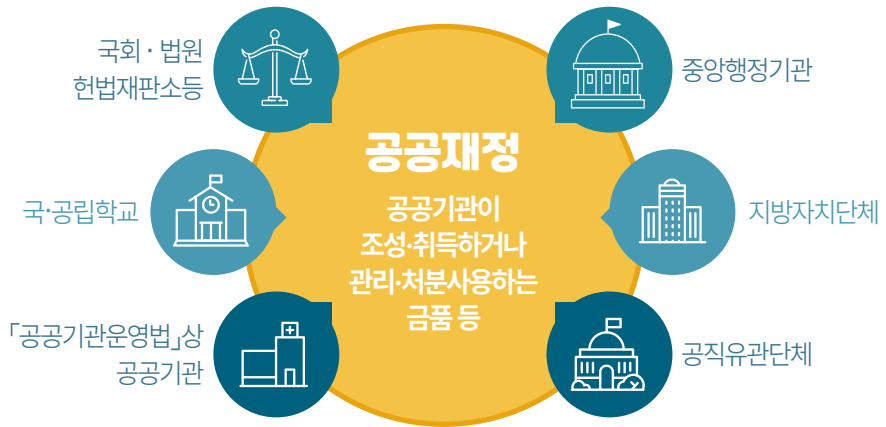 국회·법원
헌법재판소등
중앙행정기관
공공재정
공공기관이
조성·취득하거나
관리·처분사용하는
금품 등
국·공립학교
지방자치단체
「공공기관운영법」상
공공기관
공직유관단체